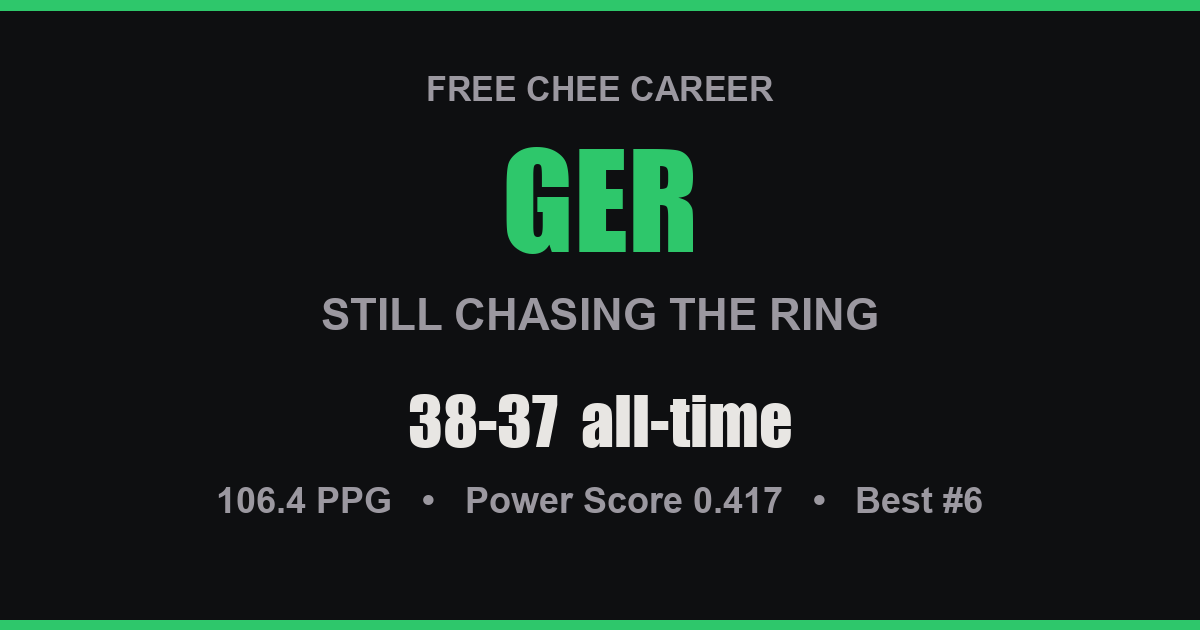 FREE CHEE CAREER
GER
STILL CHASING THE RING
38-37 all-time
106.4 PPG • Power Score 0.417 • Best #6